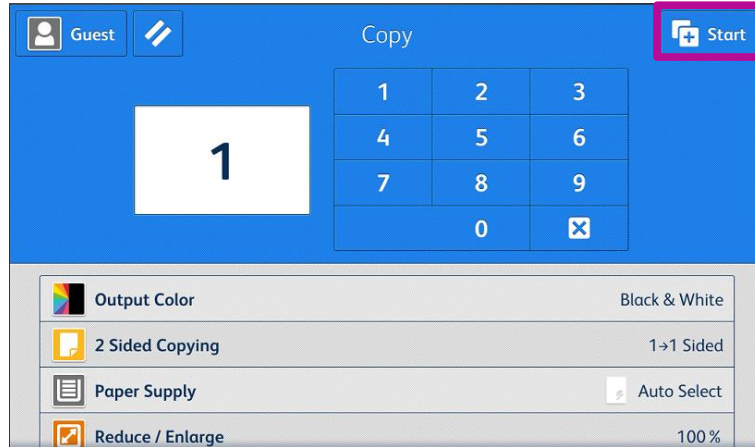 Guest Copy Start
1 2 3
4 5 6
1
7 8 9
0
Output Color Black & White
2 Sided Copying 1→1 Sided
Paper Supply Auto Select
Reduce / Enlarge 100 %